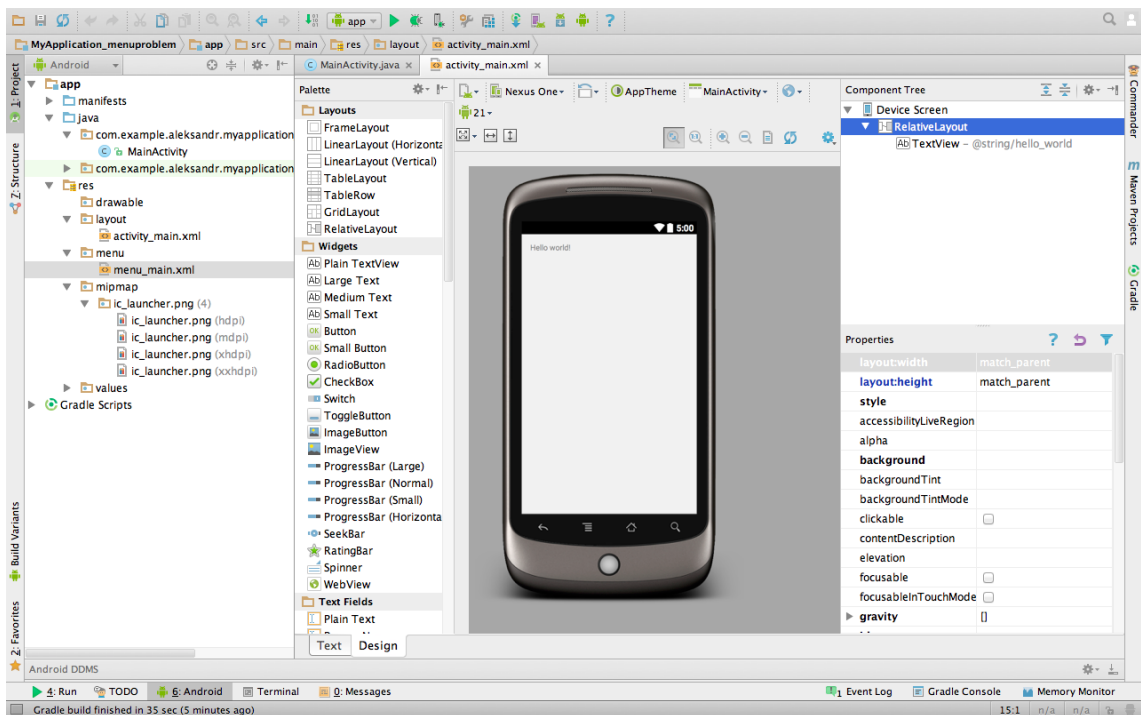 app
?
MyApplication_menuproblem app src main res layout activity_main.xml
1: Project
Z: Structure
Build Variants
2: Favorites
Android
app
manifests
java
com.example.aleksandr.myapplication
MainActivity
com.example.aleksandr.myapplication
res
drawable
layout
activity_main.xml
menu
menu_main.xml
mipmap
ic_launcher.png (4)
ic_launcher.png (hdpi)
ic_launcher.png (mdpi)
ic_launcher.png (xhdpi)
ic_launcher.png (xxhdpi)
values
Gradle Scripts
MainActivity.java activity_main.xml
Palette
Layouts
FrameLayout
LinearLayout (Horizonta
LinearLayout (Vertical)
TableLayout
TableRow
GridLayout
RelativeLayout
Widgets
Ab Plain TextView
Ab Large Text
Ab Medium Text
Ab Small Text
OK Button
OK Small Button
RadioButton
CheckBox
Switch
ToggleButton
ImageButton
ImageView
ProgressBar (Large)
ProgressBar (Normal)
ProgressBar (Small)
ProgressBar (Horizonta
SeekBar
RatingBar
Spinner
WebView
Text Fields
Plain Text
Text Design
Nexus One AppTheme MainActivity
21
5:00
Hello world!
Component Tree
Device Screen
RelativeLayout
Ab TextView – @string/hello_world
Properties
?
layout:width match_parent
layout:height match_parent
style
accessibilityLiveRegion
alpha
background
backgroundTint
backgroundTintMode
clickable
contentDescription
elevation
focusable
focusableInTouchMode
gravity []
Commander
m Maven Projects
Gradle
Android DDMS
4: Run TODO 6: Android Terminal 0: Messages 1 Event Log Gradle Console Memory Monitor
Gradle build finished in 35 sec (5 minutes ago) 15:1 n/a n/a